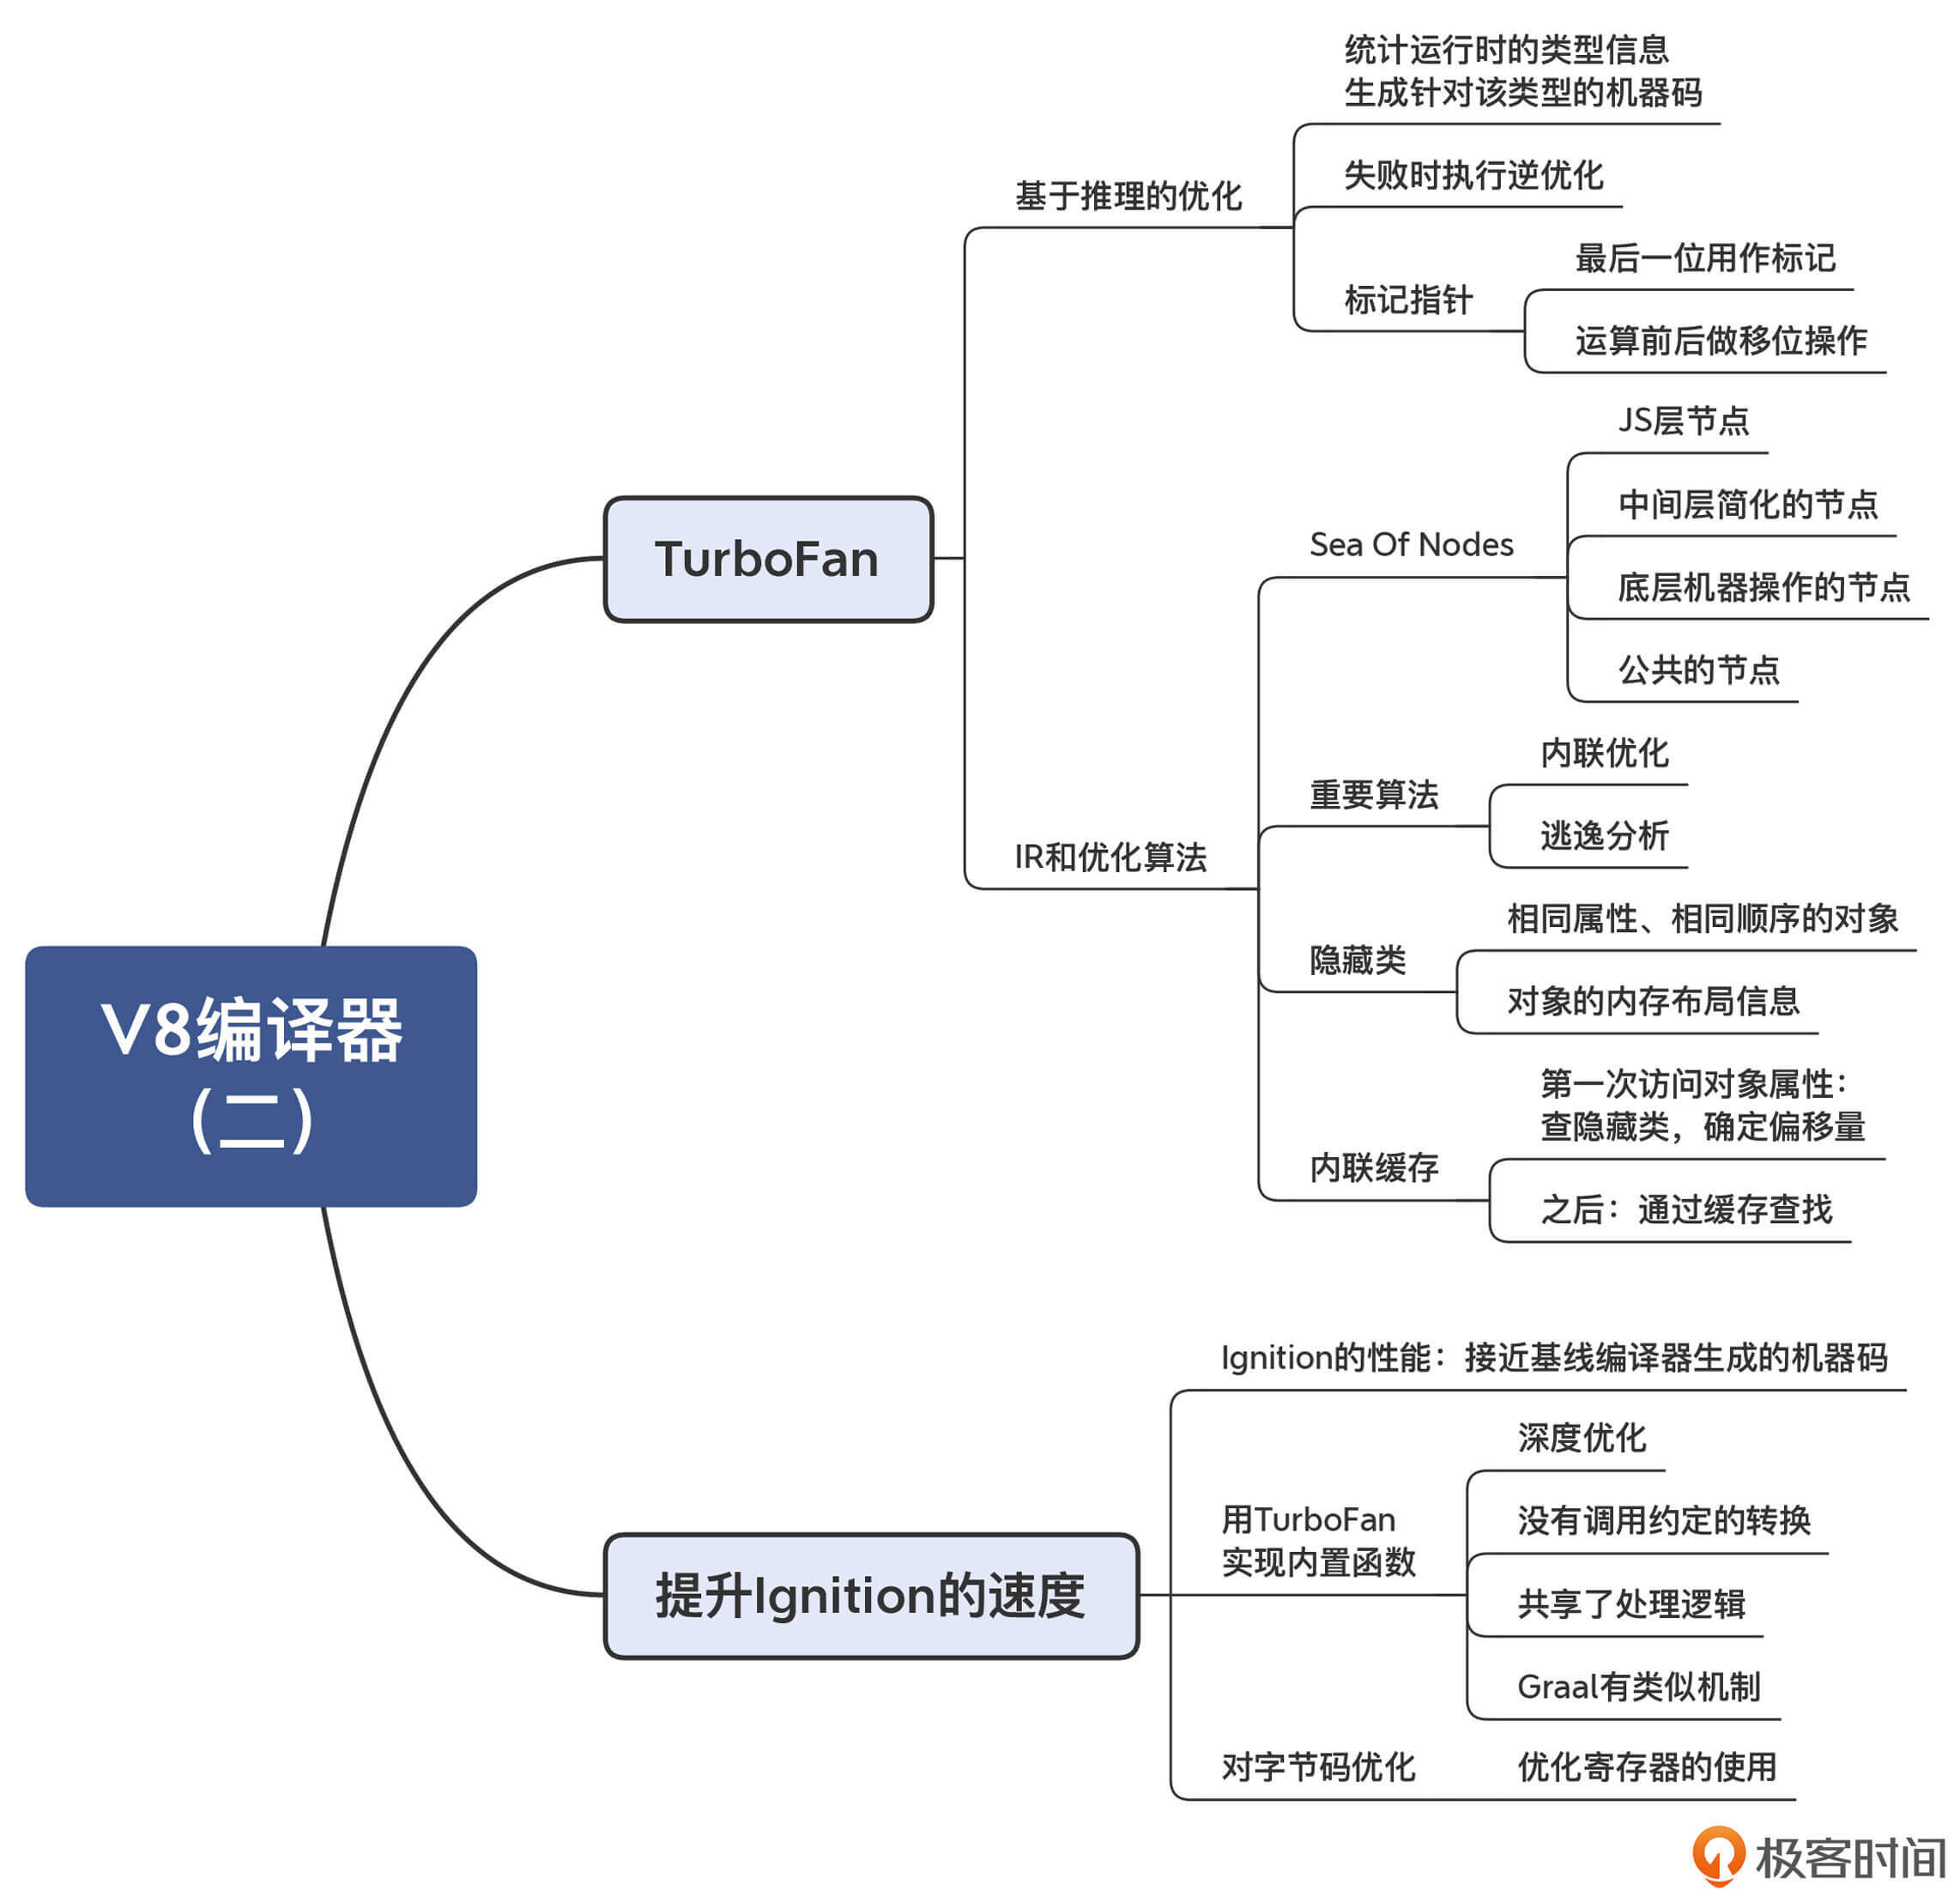 V8编译器
(二)
TurboFan
基于推理的优化
统计运行时的类型信息
生成针对该类型的机器码
失败时执行逆优化
标记指针
最后一位用作标记
运算前后做移位操作
IR和优化算法
Sea Of Nodes
JS层节点
中间层简化的节点
底层机器操作的节点
公共的节点
重要算法
内联优化
逃逸分析
隐藏类
相同属性、相同顺序的对象
对象的内存布局信息
内联缓存
第一次访问对象属性：
查隐藏类，确定偏移量
之后：通过缓存查找
提升Ignition的速度
Ignition的性能：接近基线编译器生成的机器码
用TurboFan
实现内置函数
深度优化
没有调用约定的转换
共享了处理逻辑
Graal有类似机制
对字节码优化
优化寄存器的使用
极客时间